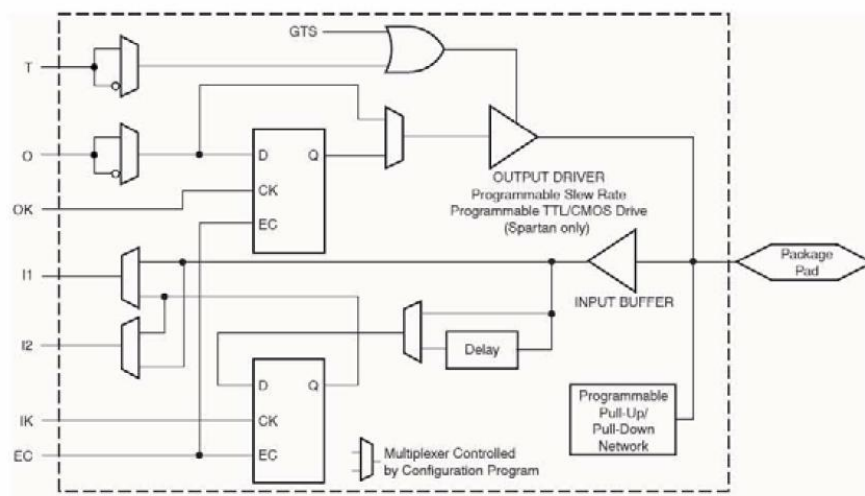 GTS
T
O
D
Q
CK
OK
EC
OUTPUT DRIVER
Programmable Slew Rate
Programmable TTL/CMOS Drive
(Spartan only)
I1
Package
Pad
INPUT BUFFER
I2
Delay
D
Q
Programmable
Pull-Up/
Pull-Down
Network
IK
CK
EC
EC
Multiplexer Controlled
by Configuration Program